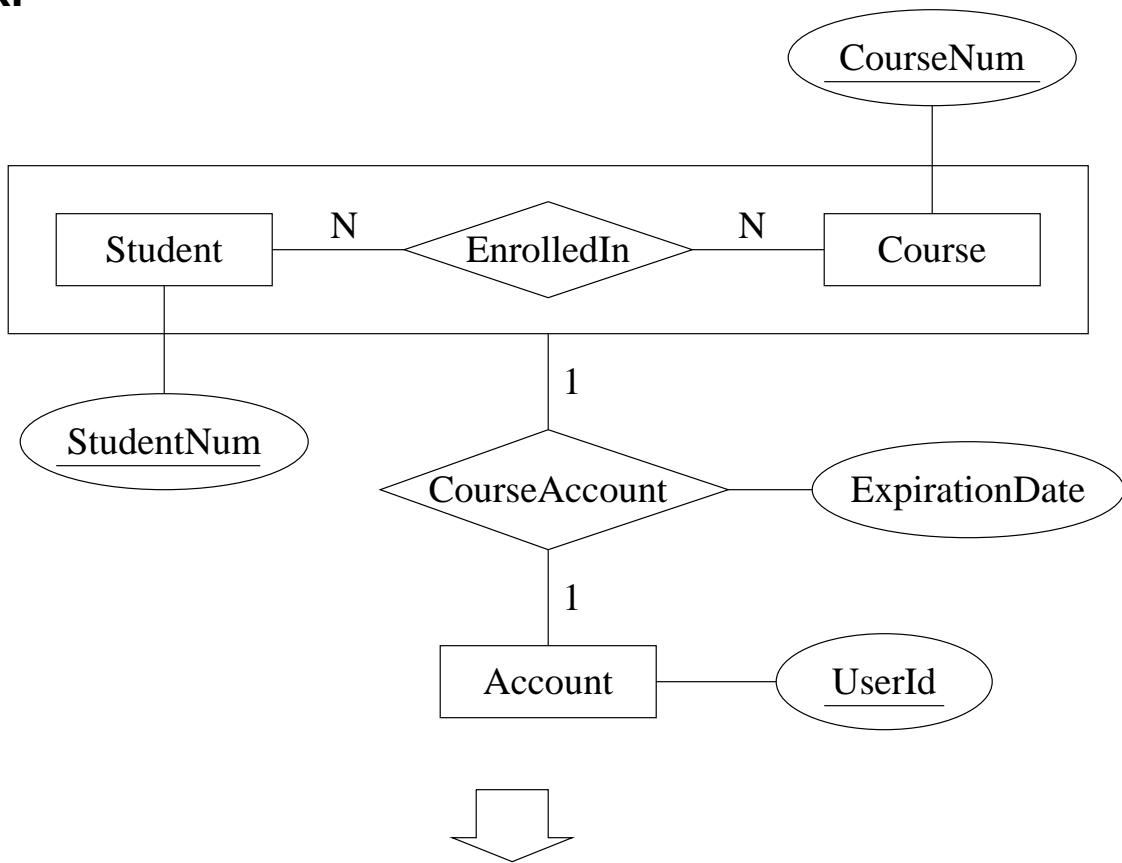 CourseNum
Student
N
EnrolledIn
N
Course
1
StudentNum
CourseAccount
ExpirationDate
1
Account
UserId